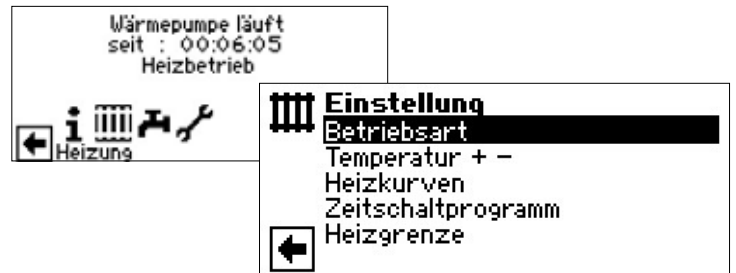 Wärmepumpe läuft
seit : 00:06:05
Heizbetrieb
Heizung
Einstellung
Betriebsart
Temperatur + −
Heizkurven
Zeitschaltprogramm
Heizgrenze